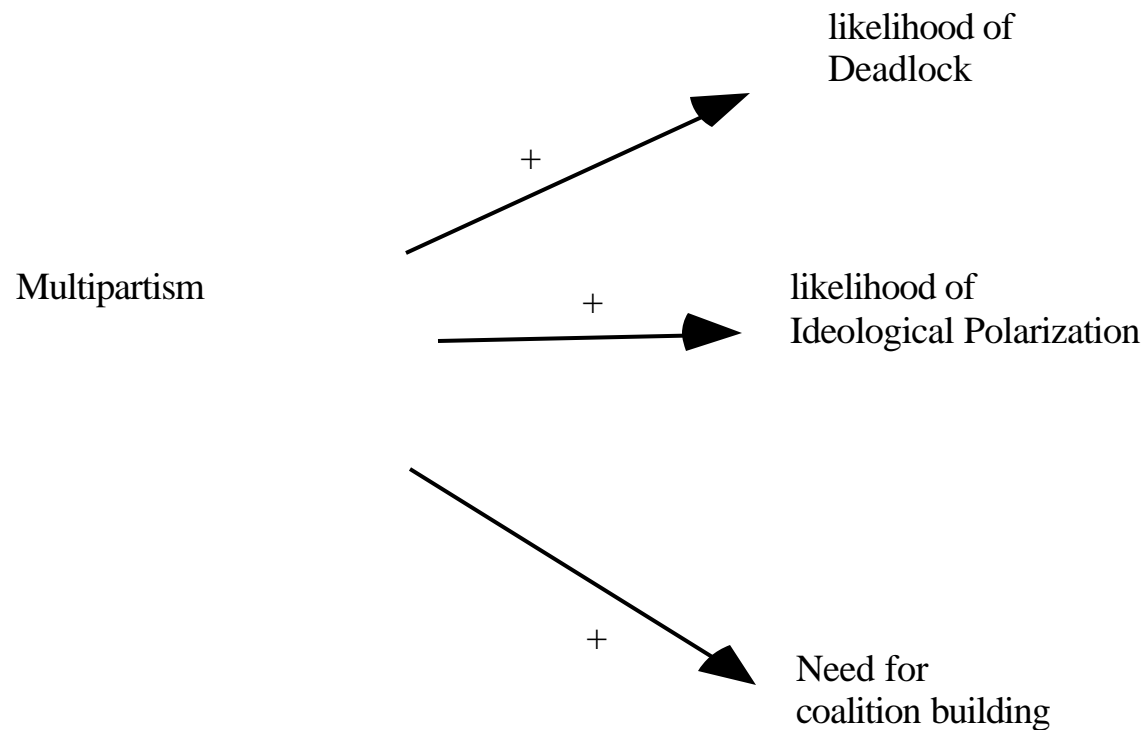 likelihood of
Deadlock
+
Multipartism
+
likelihood of
Ideological Polarization
+
Need for
coalition building